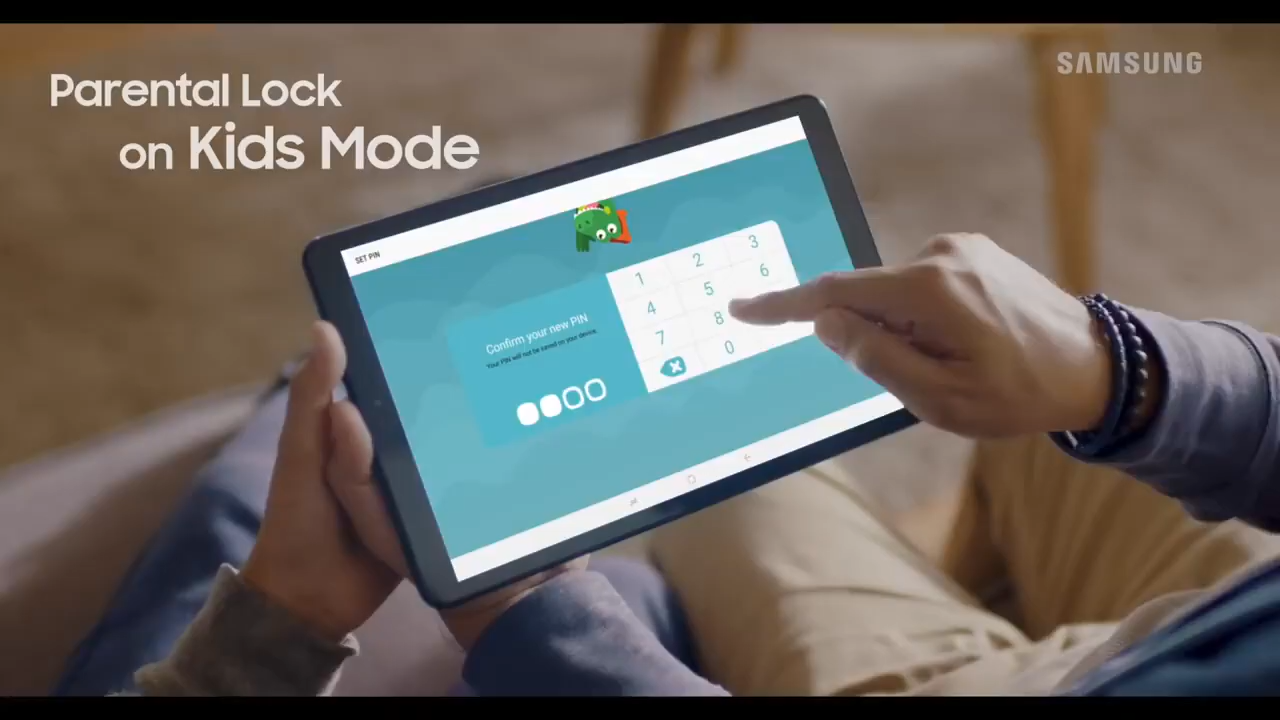 Parental Lock
on Kids Mode
SAMSUNG
SET PIN
Confirm your new PIN
Your PIN will not be saved on your device.
1 2 3
4 5 6
7 8
0